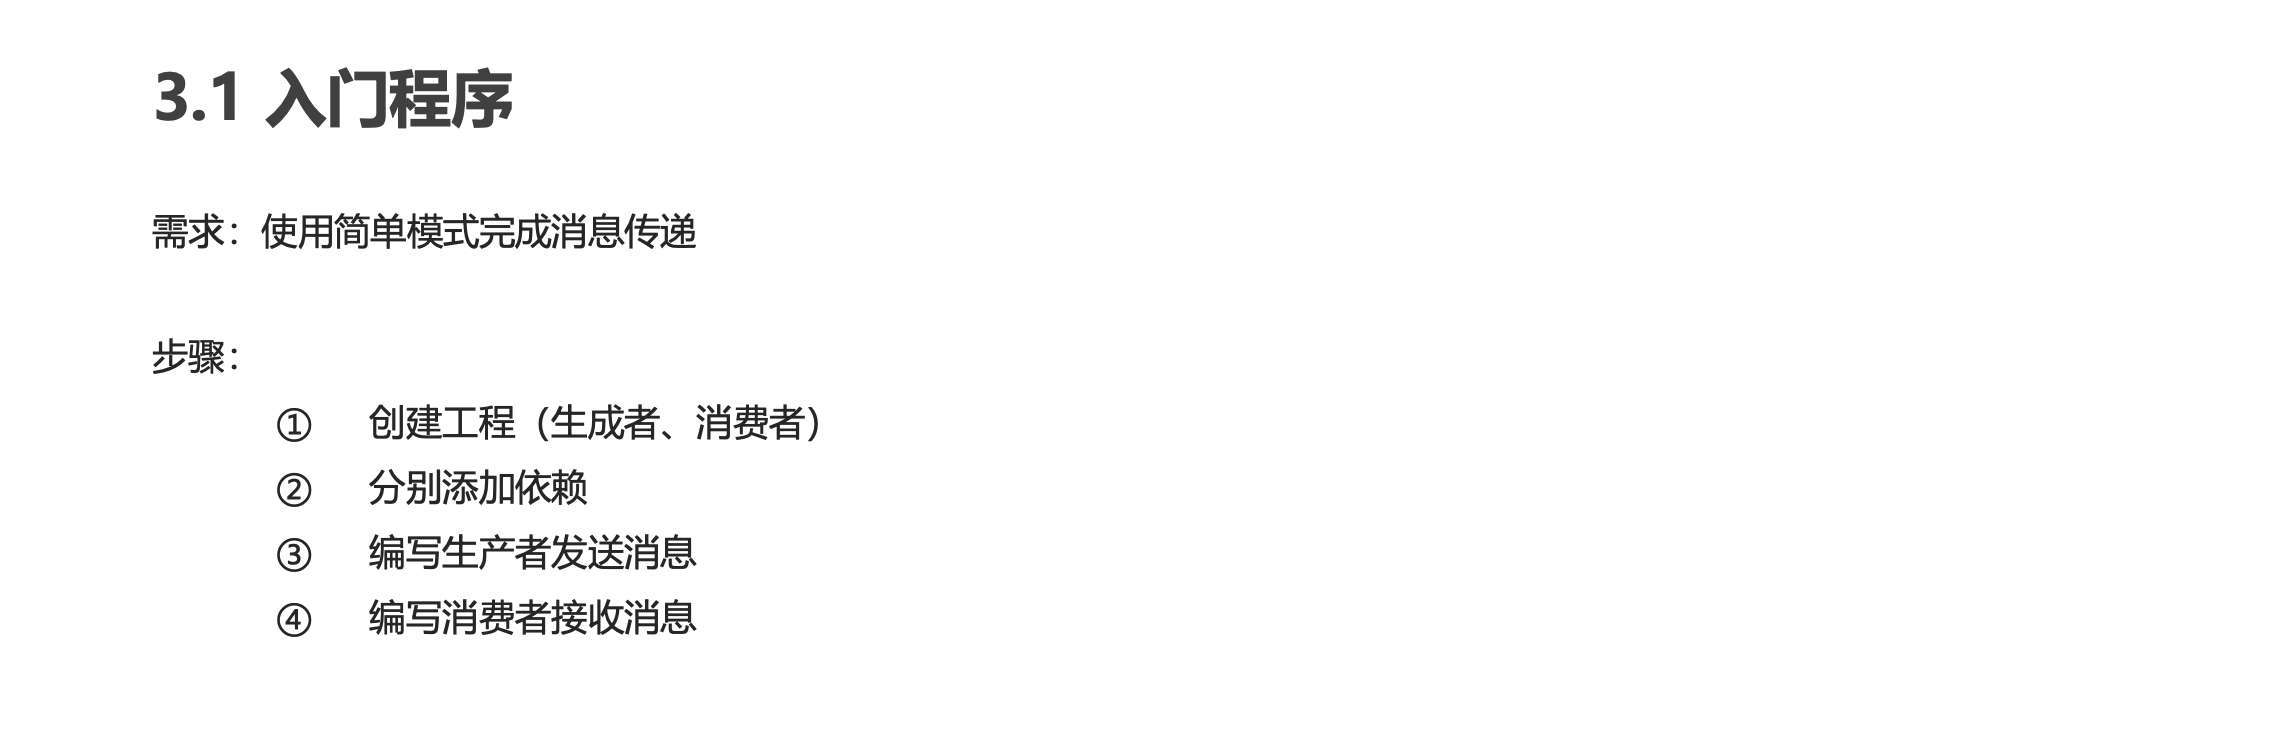 3.1 入门程序
需求：使用简单模式完成消息传递
步骤：
① 创建工程（生成者、消费者）
② 分别添加依赖
③ 编写生产者发送消息
④ 编写消费者接收消息